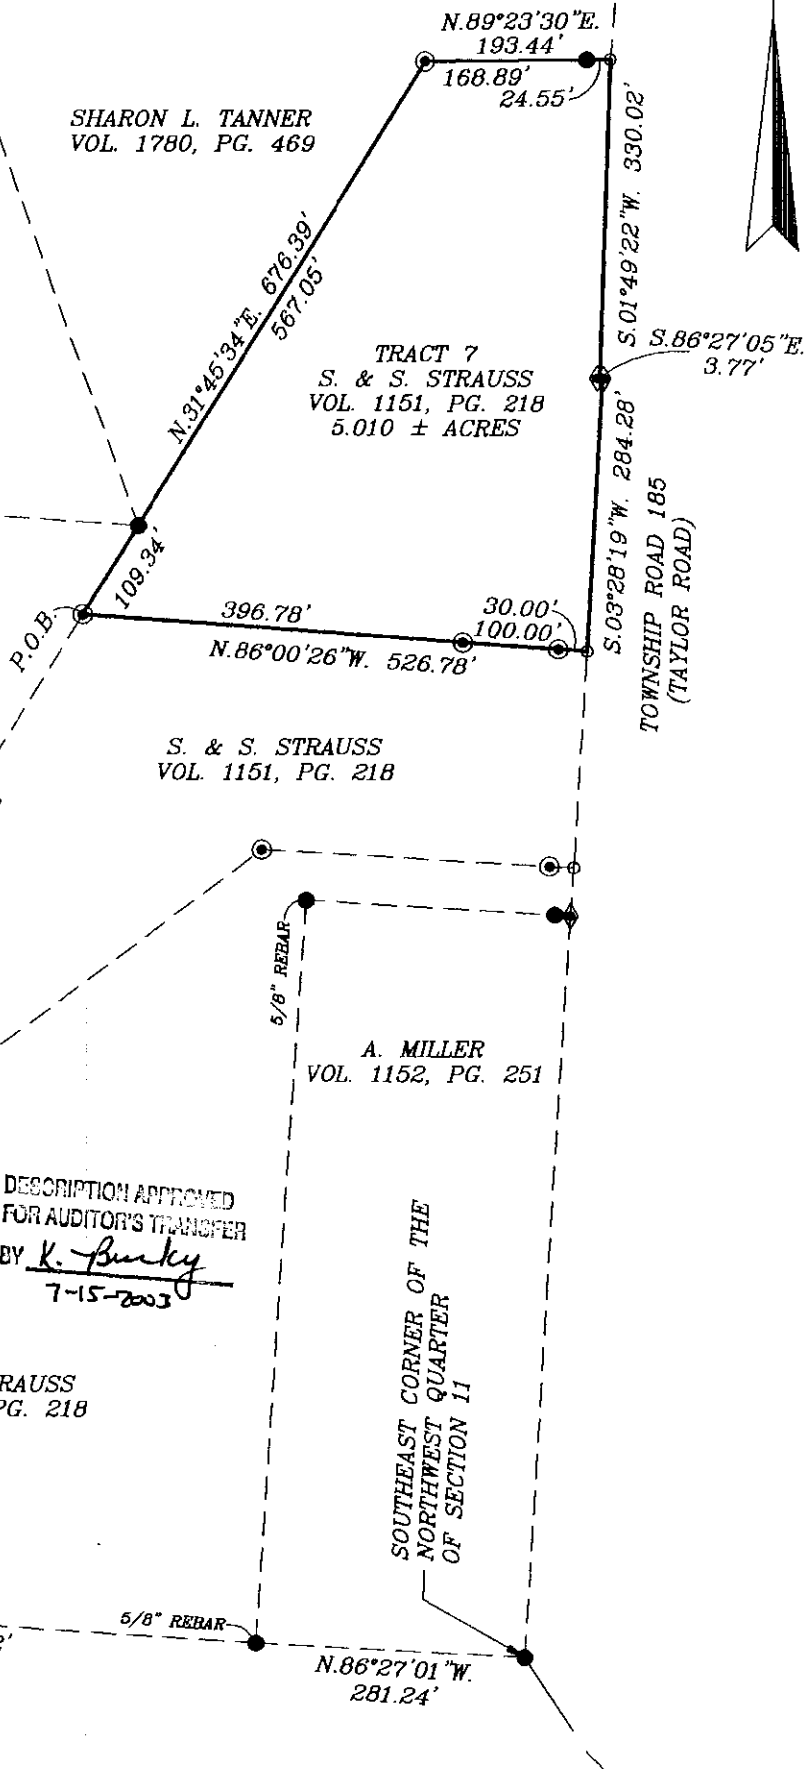 N.89°23'30"E.
193.44'
168.89'
24.55'
SHARON L. TANNER
VOL. 1780, PG. 469
S.01°49'22"W. 330.02'
N.31°45'34"E. 676.39'
567.05'
S.86°27'05"E.
3.77'
TRACT 7
S. & S. STRAUSS
VOL. 1151, PG. 218
5.010 ± ACRES
S.03°28'19"W. 284.28'
TOWNSHIP ROAD 185
(TAYLOR ROAD)
109.34'
P.O.B.
396.78'
30.00'
100.00'
N.86°00'26"W. 526.78'
S. & S. STRAUSS
VOL. 1151, PG. 218
5/8" REBAR
A. MILLER
VOL. 1152, PG. 251
DESCRIPTION APPROVED
FOR AUDITOR'S TRANSFER
BY K.
7-15-2003
RAUSS
PG. 218
SOUTHEAST CORNER OF THE
NORTHWEST QUARTER
OF SECTION 11
5/8" REBAR
N.86°27'01"W.
281.24'